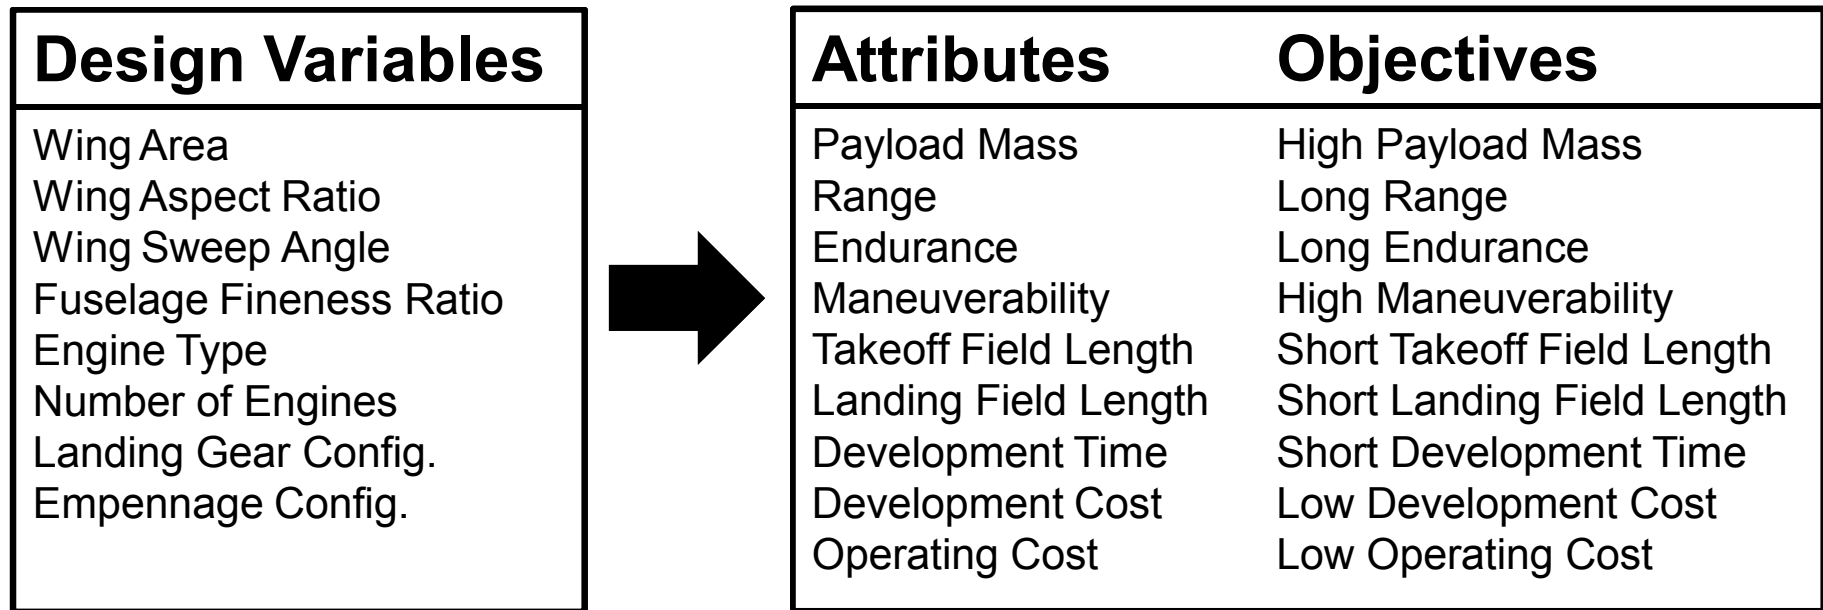 Design Variables
Wing Area
Wing Aspect Ratio
Wing Sweep Angle
Fuselage Fineness Ratio
Engine Type
Number of Engines
Landing Gear Config.
Empennage Config.
Attributes Objectives
Payload Mass High Payload Mass
Range Long Range
Endurance Long Endurance
Maneuverability High Maneuverability
Takeoff Field Length Short Takeoff Field Length
Landing Field Length Short Landing Field Length
Development Time Short Development Time
Development Cost Low Development Cost
Operating Cost Low Operating Cost